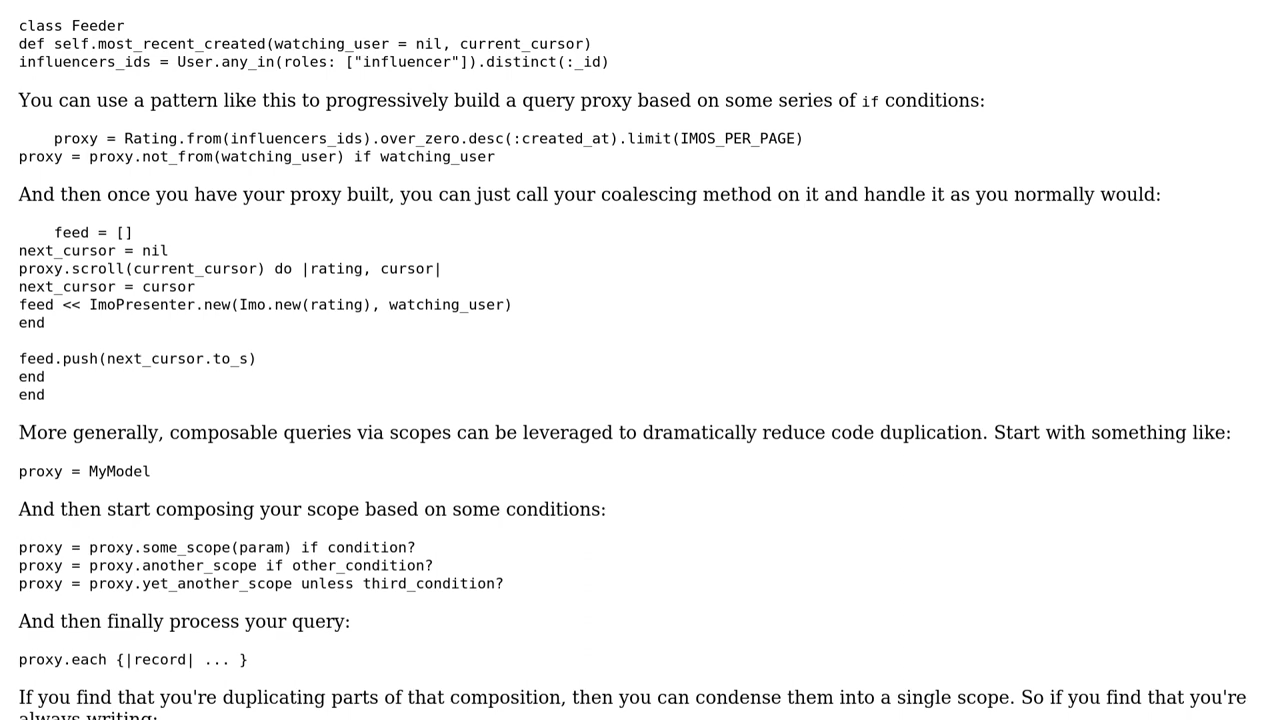 class Feeder
def self.most_recent_created(watching_user = nil, current_cursor)
influencers_ids = User.any_in(roles: ["influencer"]).distinct(:_id)
You can use a pattern like this to progressively build a query proxy based on some series of if conditions:
proxy = Rating.from(influencers_ids).over_zero.desc(:created_at).limit(IMOS_PER_PAGE)
proxy = proxy.not_from(watching_user) if watching_user
And then once you have your proxy built, you can just call your coalescing method on it and handle it as you normally would:
feed = []
next_cursor = nil
proxy.scroll(current_cursor) do |rating, cursor|
next_cursor = cursor
feed << ImoPresenter.new(Imo.new(rating), watching_user)
end
feed.push(next_cursor.to_s)
end
end
More generally, composable queries via scopes can be leveraged to dramatically reduce code duplication. Start with something like:
proxy = MyModel
And then start composing your scope based on some conditions:
proxy = proxy.some_scope(param) if condition?
proxy = proxy.another_scope if other_condition?
proxy = proxy.yet_another_scope unless third_condition?
And then finally process your query:
proxy.each {|record| ... }
If you find that you're duplicating parts of that composition, then you can condense them into a single scope. So if you find that you're
always writing: